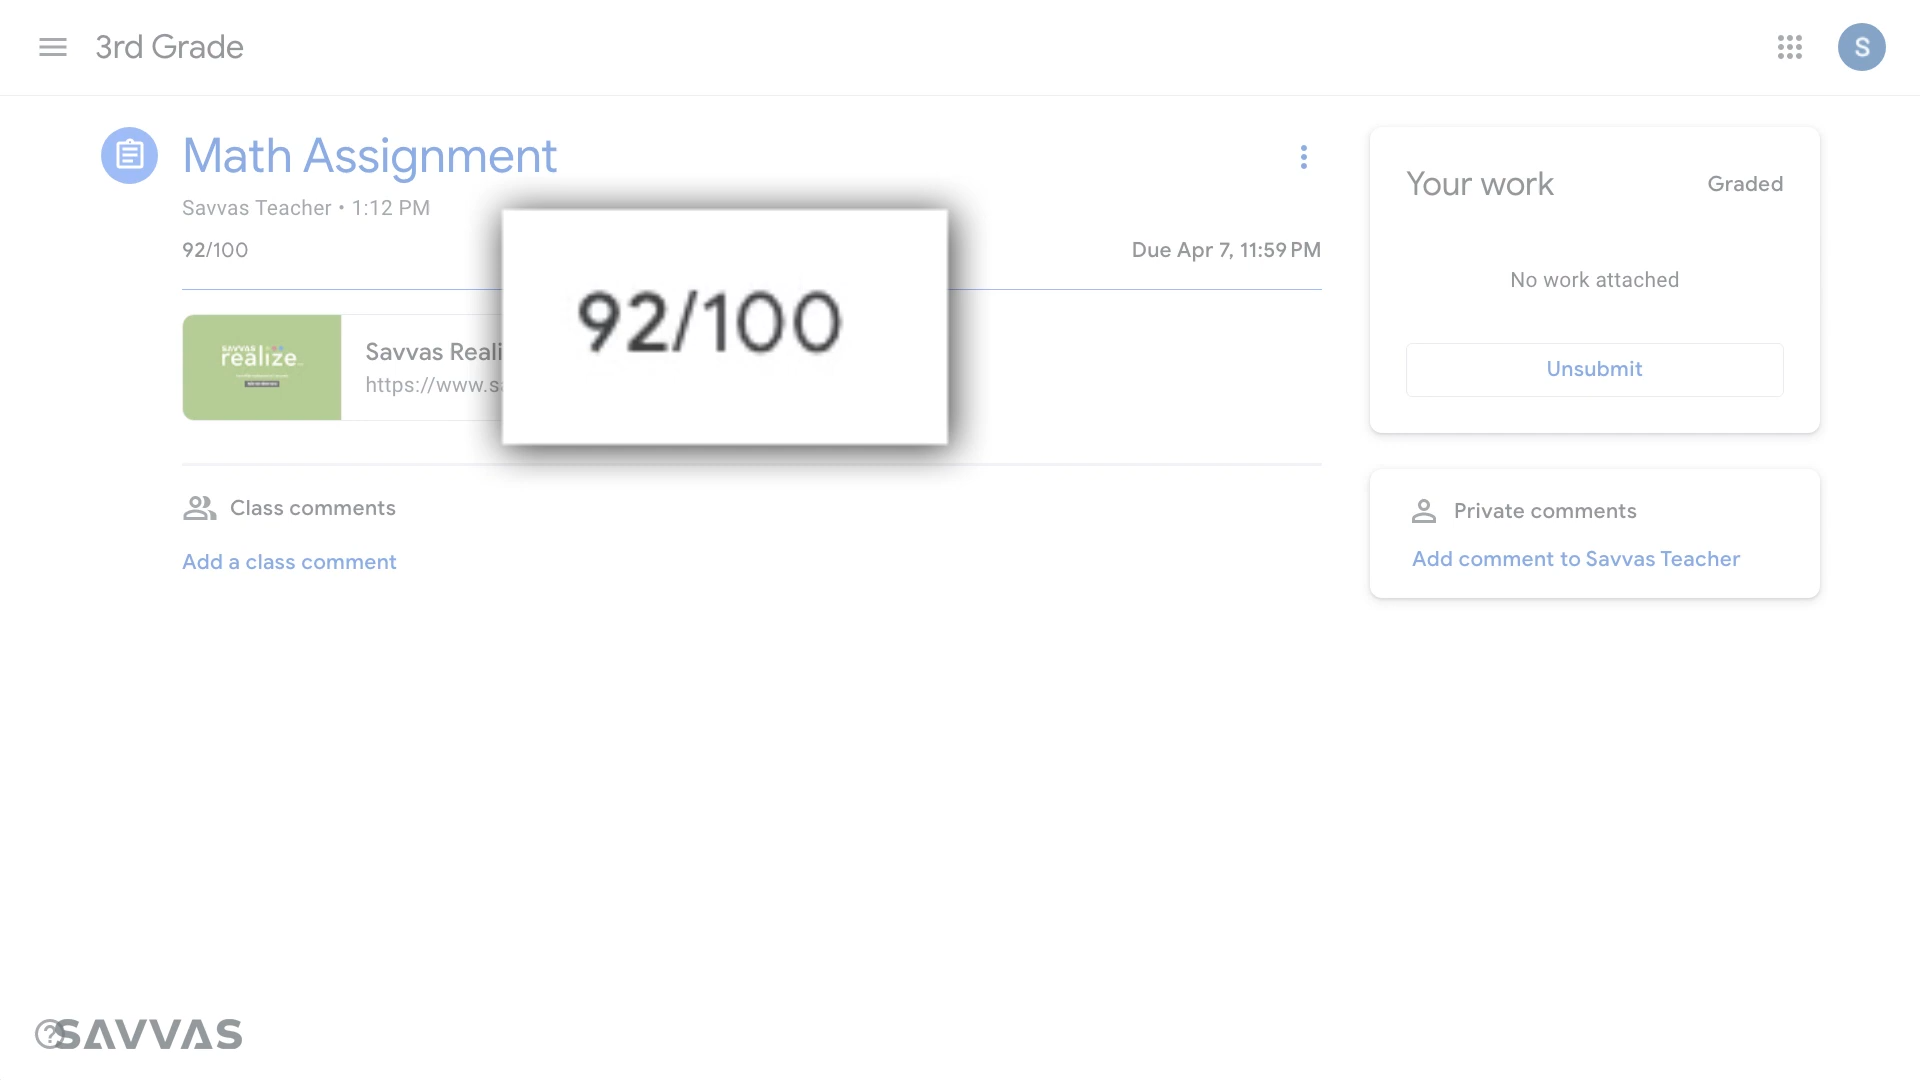 3rd Grade
S
Math Assignment
Savvas Teacher • 1:12 PM
92/100
Due Apr 7, 11:59 PM
92/100
SAVVAS
realize
Savvas Reali
https://www.s
Class comments
Add a class comment
Your work
Graded
No work attached
Unsubmit
Private comments
Add comment to Savvas Teacher
?
SAVVAS